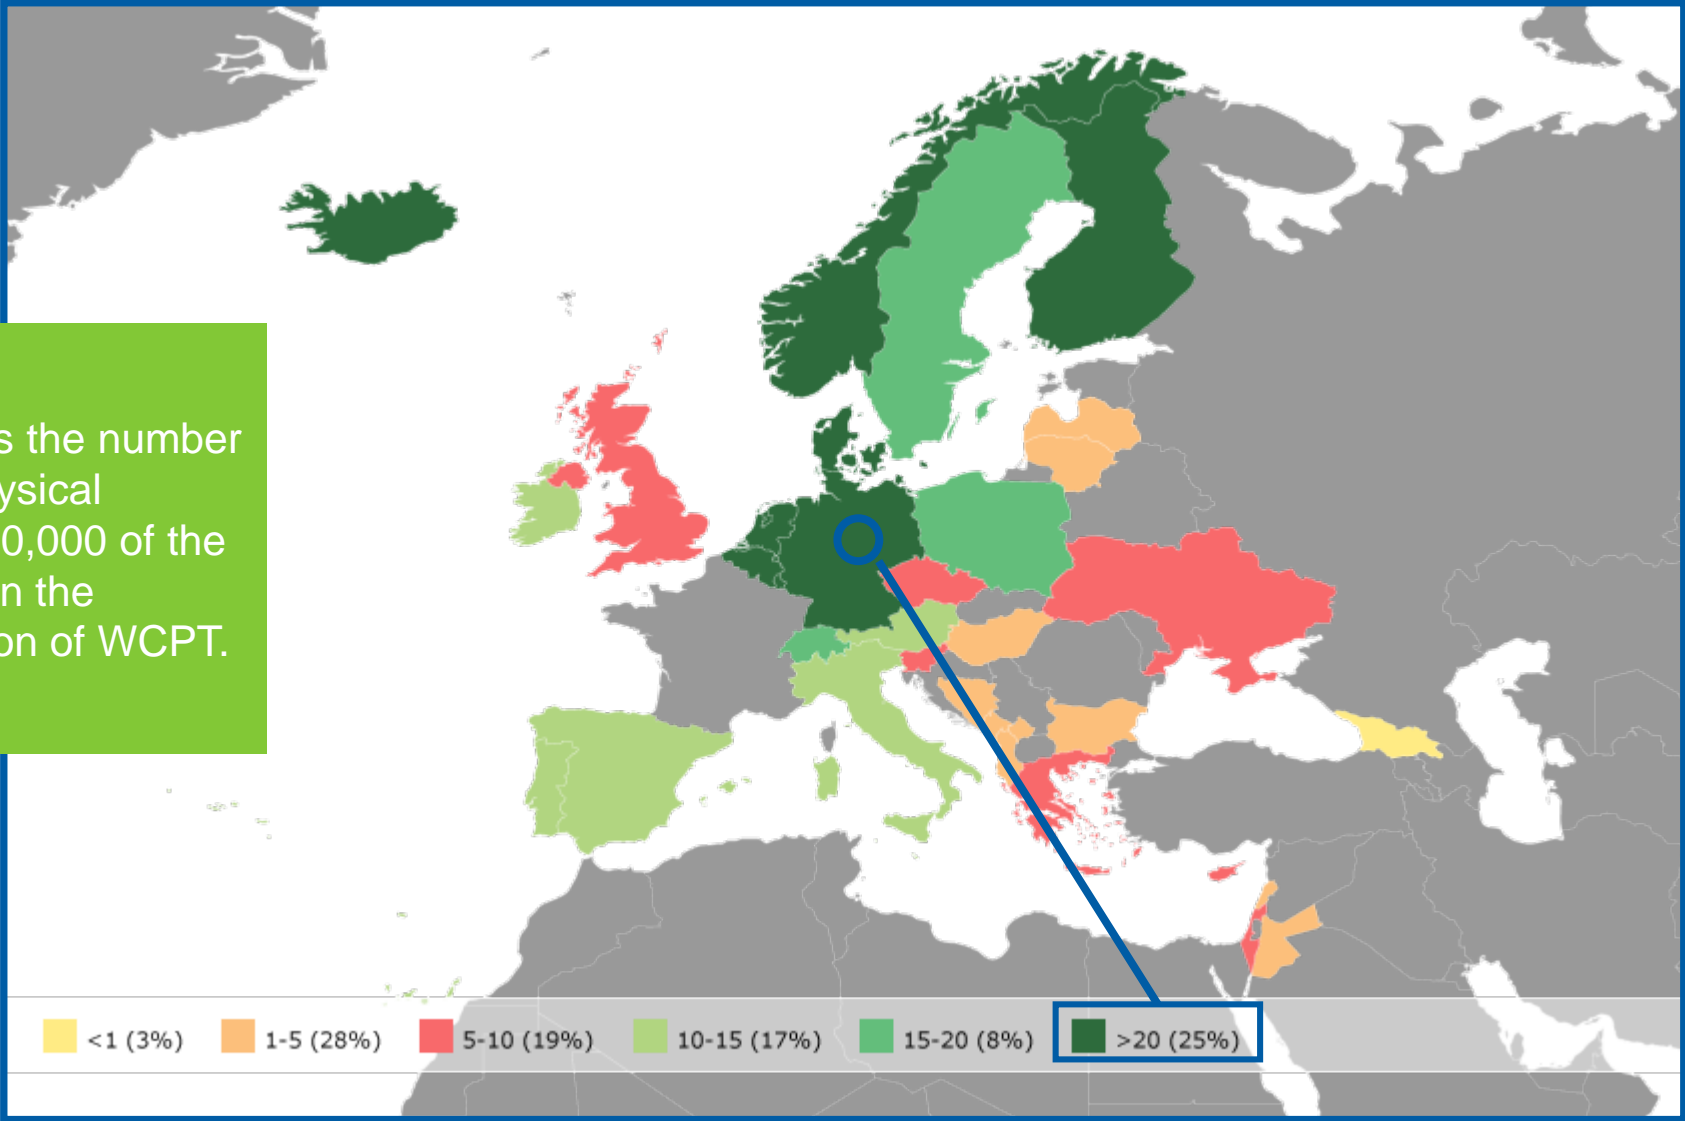 s the number
ysical
0,000 of the
n the
on of WCPT.
<1 (3%) 1-5 (28%) 5-10 (19%) 10-15 (17%) 15-20 (8%) >20 (25%)